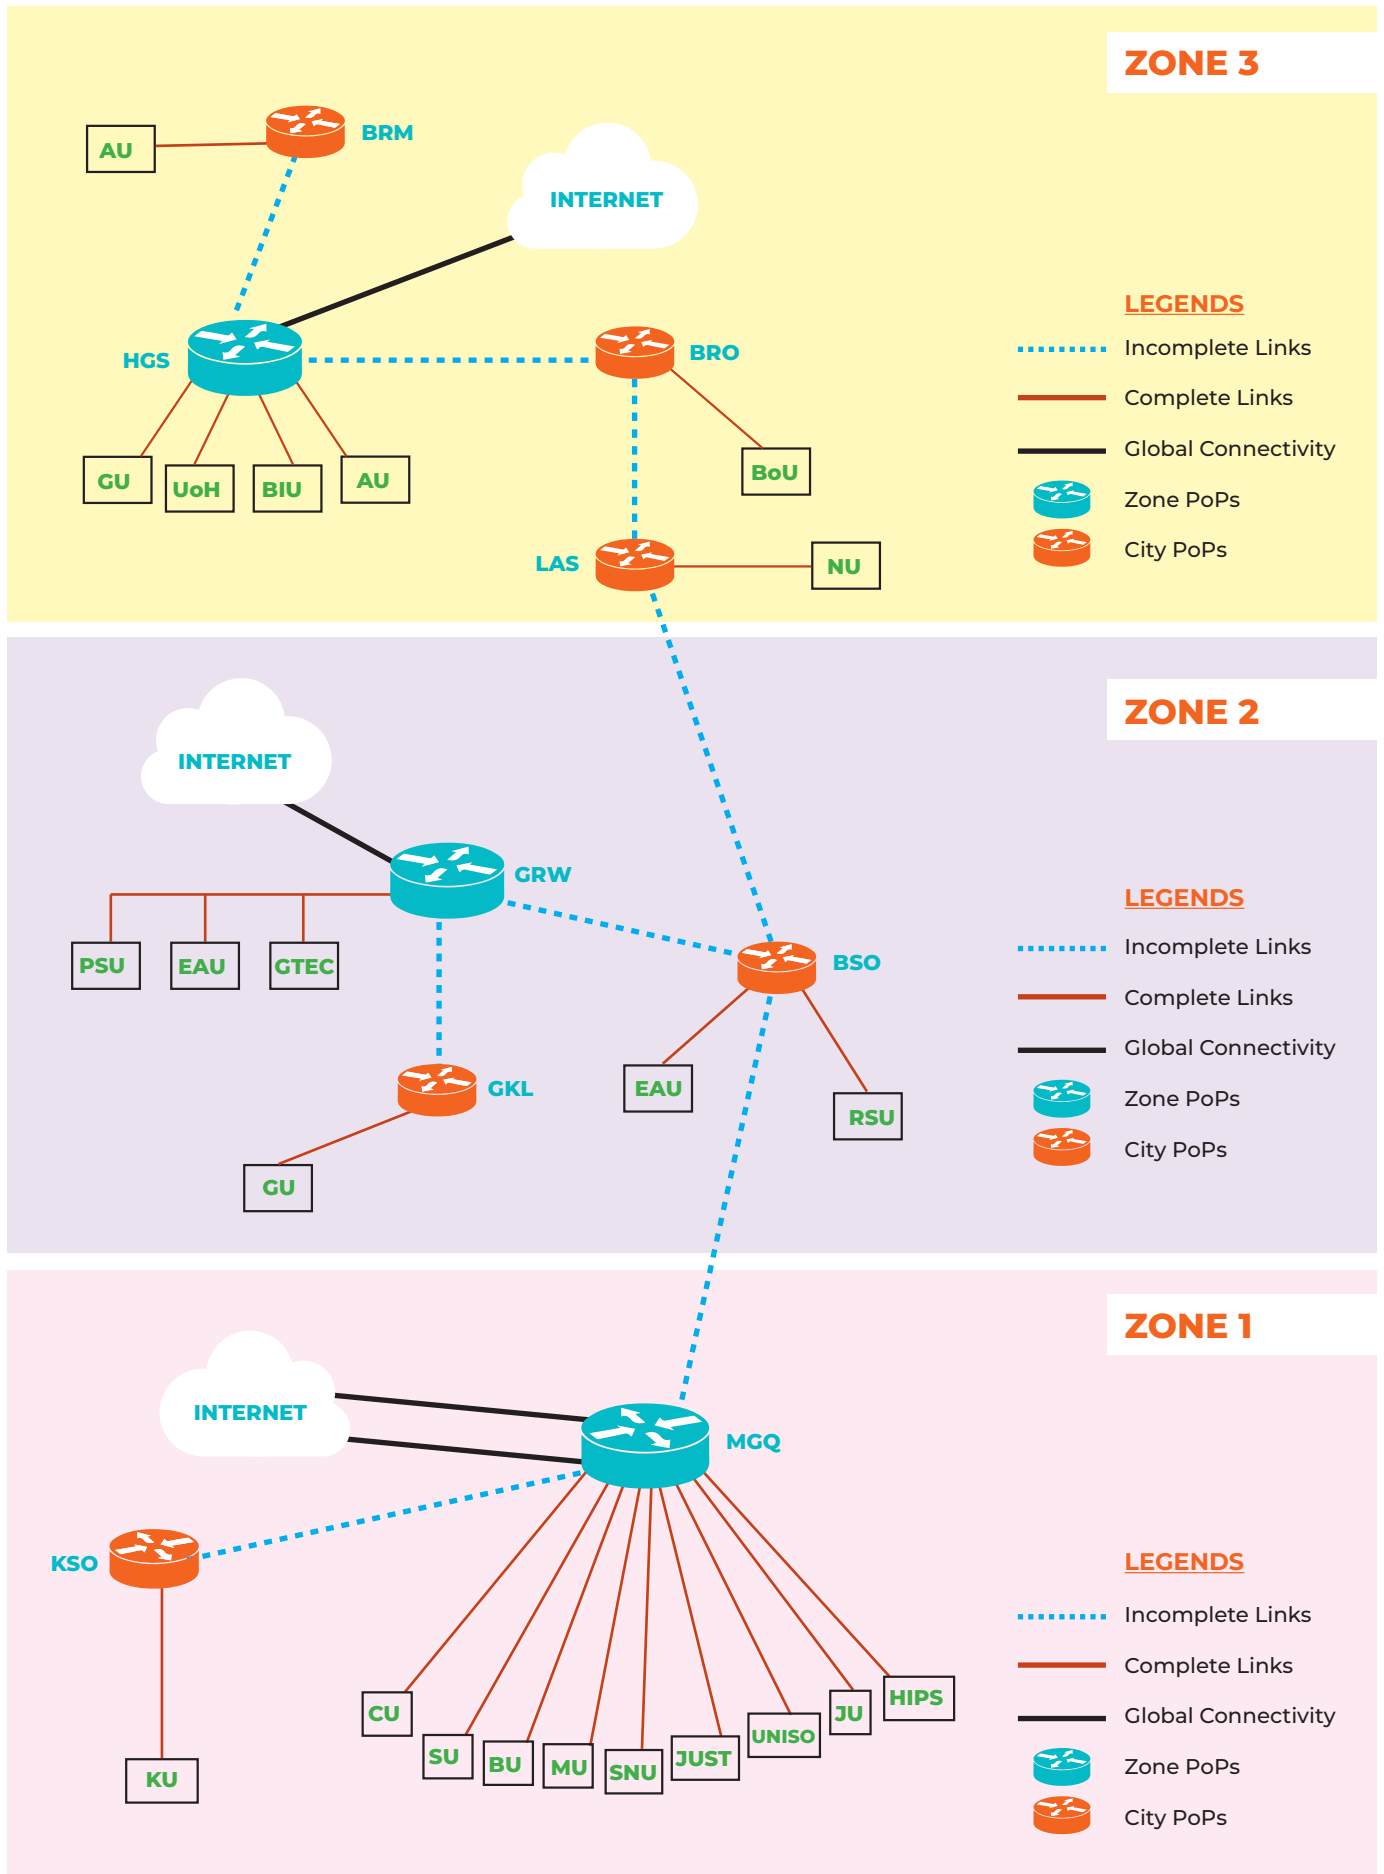 ZONE 3
BRM
AU
INTERNET
LEGENDS
Incomplete Links
HGS
BRO
Complete Links
Global Connectivity
GU
UoH
BIU
AU
BoU
Zone PoPs
City PoPs
LAS
NU
ZONE 2
INTERNET
GRW
LEGENDS
Incomplete Links
PSU
EAU
GTEC
BSO
Complete Links
Global Connectivity
GKL
EAU
Zone PoPs
RSU
City PoPs
GU
ZONE 1
INTERNET
MGQ
KSO
LEGENDS
Incomplete Links
Complete Links
HIPS
CU
JU
Global Connectivity
UNISO
SU
BU
MU
SNU
JUST
Zone PoPs
KU
City PoPs